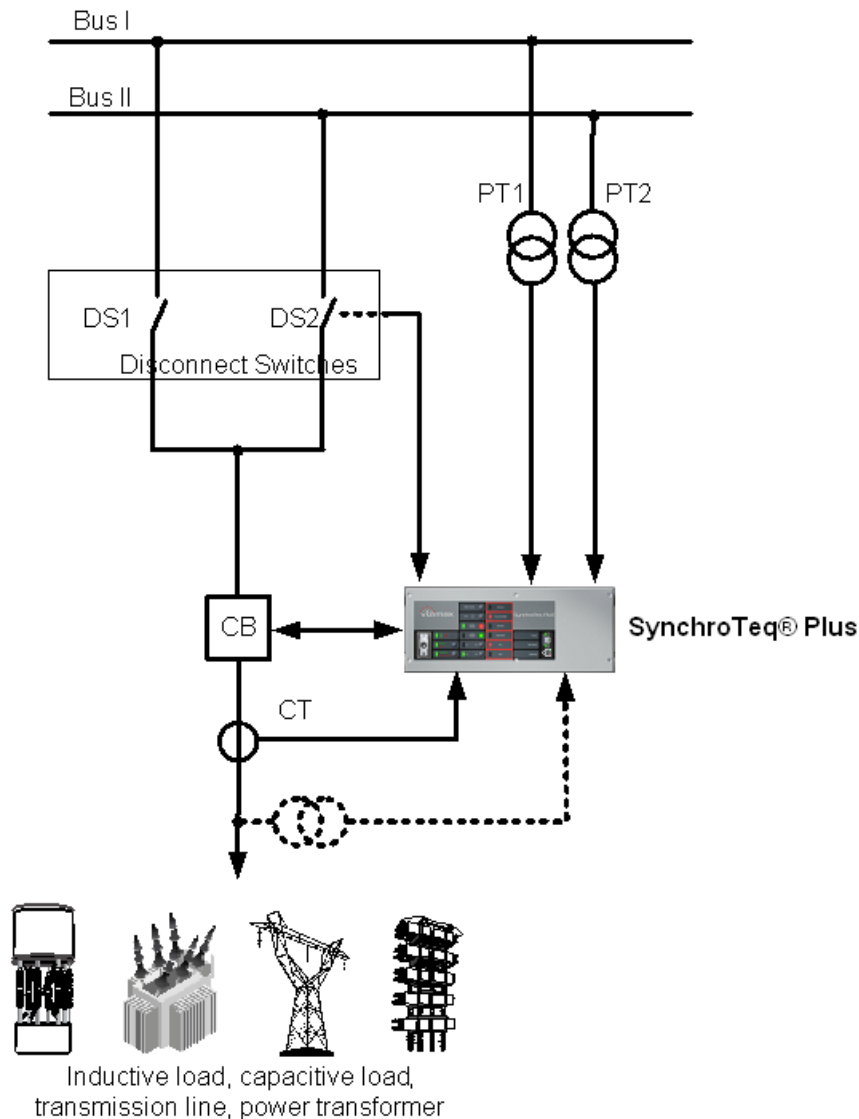 Bus I
Bus II
PT1
PT2
DS1
DS2
Disconnect Switches
CB
SynchroTeq® Plus
CT
Inductive load, capacitive load,
transmission line, power transformer